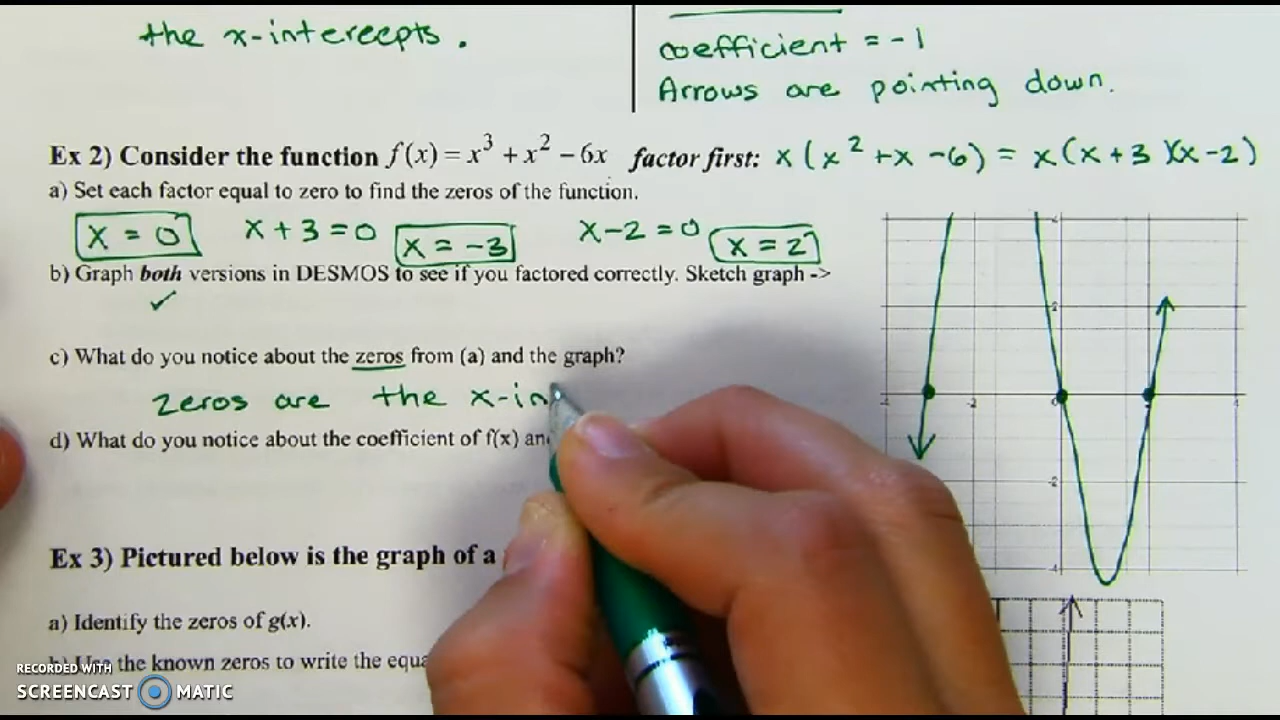 the x-intercepts.
coefficient = -1
Arrows are pointing down.
Ex 2) Consider the function f(x) = x³ + x² − 6x factor first: x(x² + x - 6) = x(x+3)(x-2)
a) Set each factor equal to zero to find the zeros of the function.
x = 0 x + 3 = 0 x = -3 x - 2 = 0 x = 2
b) Graph both versions in DESMOS to see if you factored correctly. Sketch graph ->
✓
c) What do you notice about the zeros from (a) and the graph?
zeros are the x-in
d) What do you notice about the coefficient of f(x) an
Ex 3) Pictured below is the graph of a
a) Identify the zeros of g(x).
b) Use the known zeros to write the equa
RECORDED WITH
SCREENCAST MATIC